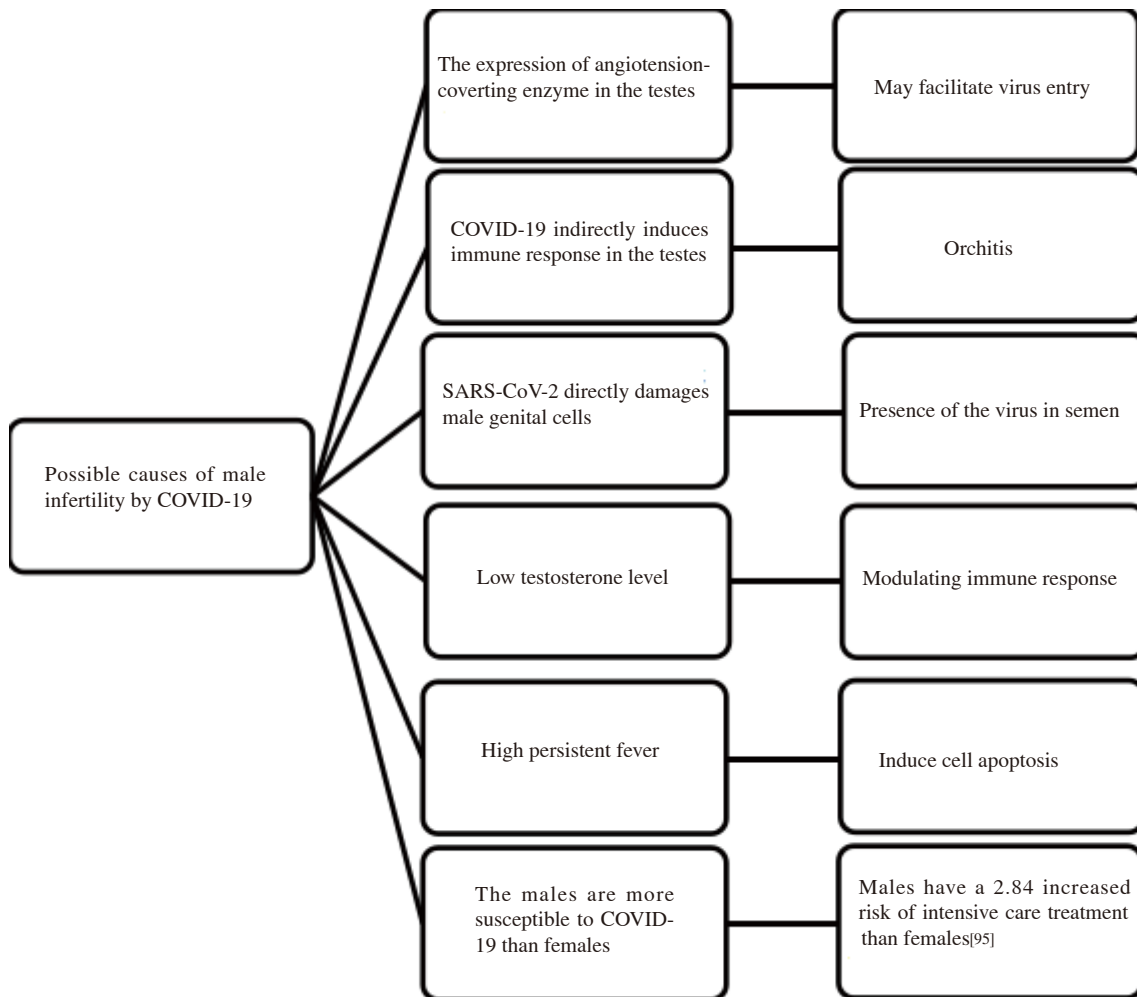 The expression of angiotension-
coverting enzyme in the testes
May facilitate virus entry
COVID-19 indirectly induces
immune response in the testes
Orchitis
SARS-CoV-2 directly damages
male genital cells
Presence of the virus in semen
Possible causes of male
infertility by COVID-19
Low testosterone level
Modulating immune response
High persistent fever
Induce cell apoptosis
The males are more
susceptible to COVID-
19 than females
Males have a 2.84 increased
risk of intensive care treatment
than females[95]